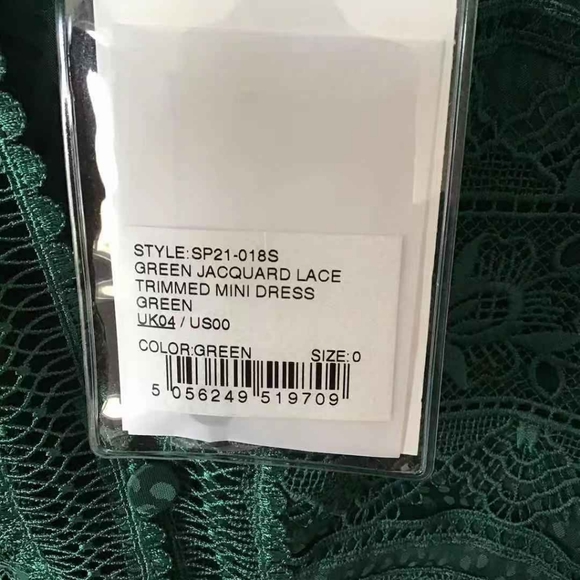 STYLE:SP21-018S
GREEN JACQUARD LACE
TRIMMED MINI DRESS
GREEN
UK04 / US00
COLOR:GREEN SIZE:0
5 056249 519709